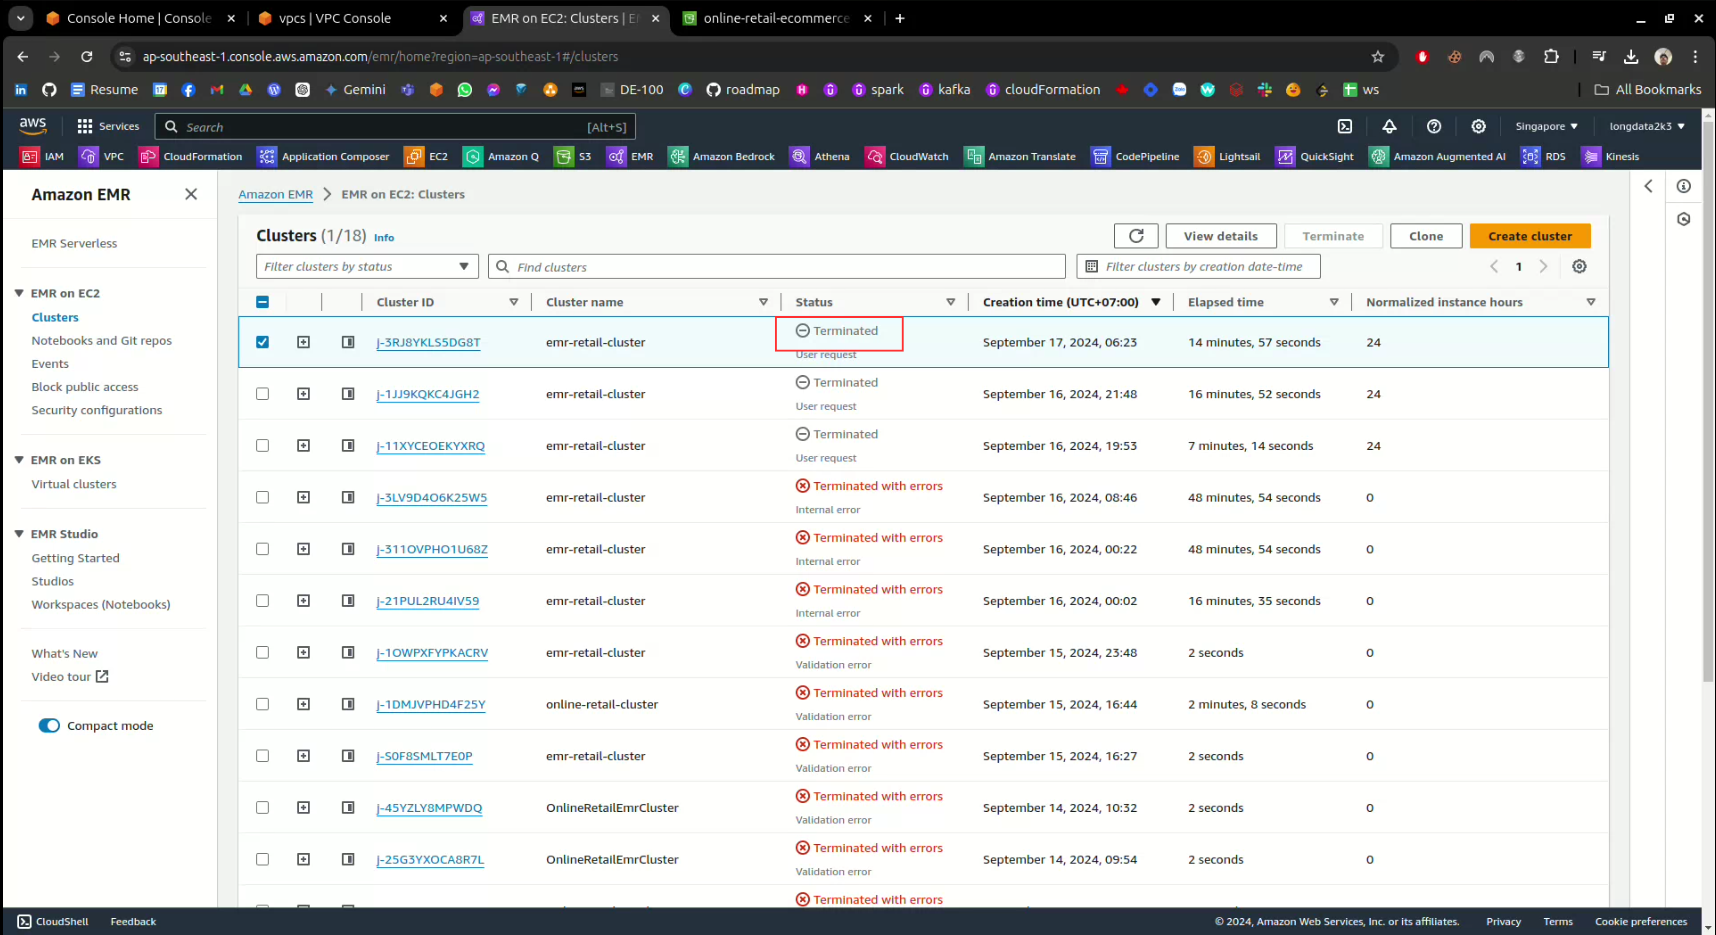 Console Home | Console
vpcs | VPC Console
EMR on EC2: Clusters | E
online-retail-ecommerce
ap-southeast-1.console.aws.amazon.com/emr/home?region=ap-southeast-1#/clusters
Resume
Gemini
DE-100
roadmap
spark
kafka
cloudFormation
ws
All Bookmarks
aws
Services
Search
[Alt+S]
Singapore
longdata2k3
IAM
VPC
CloudFormation
Application Composer
EC2
Amazon Q
S3
EMR
Amazon Bedrock
Athena
CloudWatch
Amazon Translate
CodePipeline
Lightsail
QuickSight
Amazon Augmented AI
RDS
Kinesis
Amazon EMR
EMR Serverless
EMR on EC2
Clusters
Notebooks and Git repos
Events
Block public access
Security configurations
EMR on EKS
Virtual clusters
EMR Studio
Getting Started
Studios
Workspaces (Notebooks)
What's New
Video tour
Compact mode
Amazon EMR > EMR on EC2: Clusters
Clusters (1/18) Info
View details
Terminate
Clone
Create cluster
Filter clusters by status
Find clusters
Filter clusters by creation date-time
1
Cluster ID Cluster name Status Creation time (UTC+07:00) Elapsed time Normalized instance hours
j-3RJ8YKLS5DG8T emr-retail-cluster Terminated September 17, 2024, 06:23 14 minutes, 57 seconds 24
User request
j-1JJ9KQKC4JGH2 emr-retail-cluster Terminated September 16, 2024, 21:48 16 minutes, 52 seconds 24
User request
j-11XYCEOEKYXRQ emr-retail-cluster Terminated September 16, 2024, 19:53 7 minutes, 14 seconds 24
User request
j-3LV9D4O6K25W5 emr-retail-cluster Terminated with errors September 16, 2024, 08:46 48 minutes, 54 seconds 0
Internal error
j-311OVPHO1U68Z emr-retail-cluster Terminated with errors September 16, 2024, 00:22 48 minutes, 54 seconds 0
Internal error
j-21PUL2RU4IV59 emr-retail-cluster Terminated with errors September 16, 2024, 00:02 16 minutes, 35 seconds 0
Internal error
j-1OWPXFYPKACRV emr-retail-cluster Terminated with errors September 15, 2024, 23:48 2 seconds 0
Validation error
j-1DMJVPHD4F25Y online-retail-cluster Terminated with errors September 15, 2024, 16:44 2 minutes, 8 seconds 0
Validation error
j-S0F8SMLT7E0P emr-retail-cluster Terminated with errors September 15, 2024, 16:27 2 seconds 0
Validation error
j-45YZLY8MPWDQ OnlineRetailEmrCluster Terminated with errors September 14, 2024, 10:32 2 seconds 0
Validation error
j-25G3YXOCA8R7L OnlineRetailEmrCluster Terminated with errors September 14, 2024, 09:54 2 seconds 0
Validation error
Terminated with errors
CloudShell
Feedback
© 2024, Amazon Web Services, Inc. or its affiliates.
Privacy
Terms
Cookie preferences